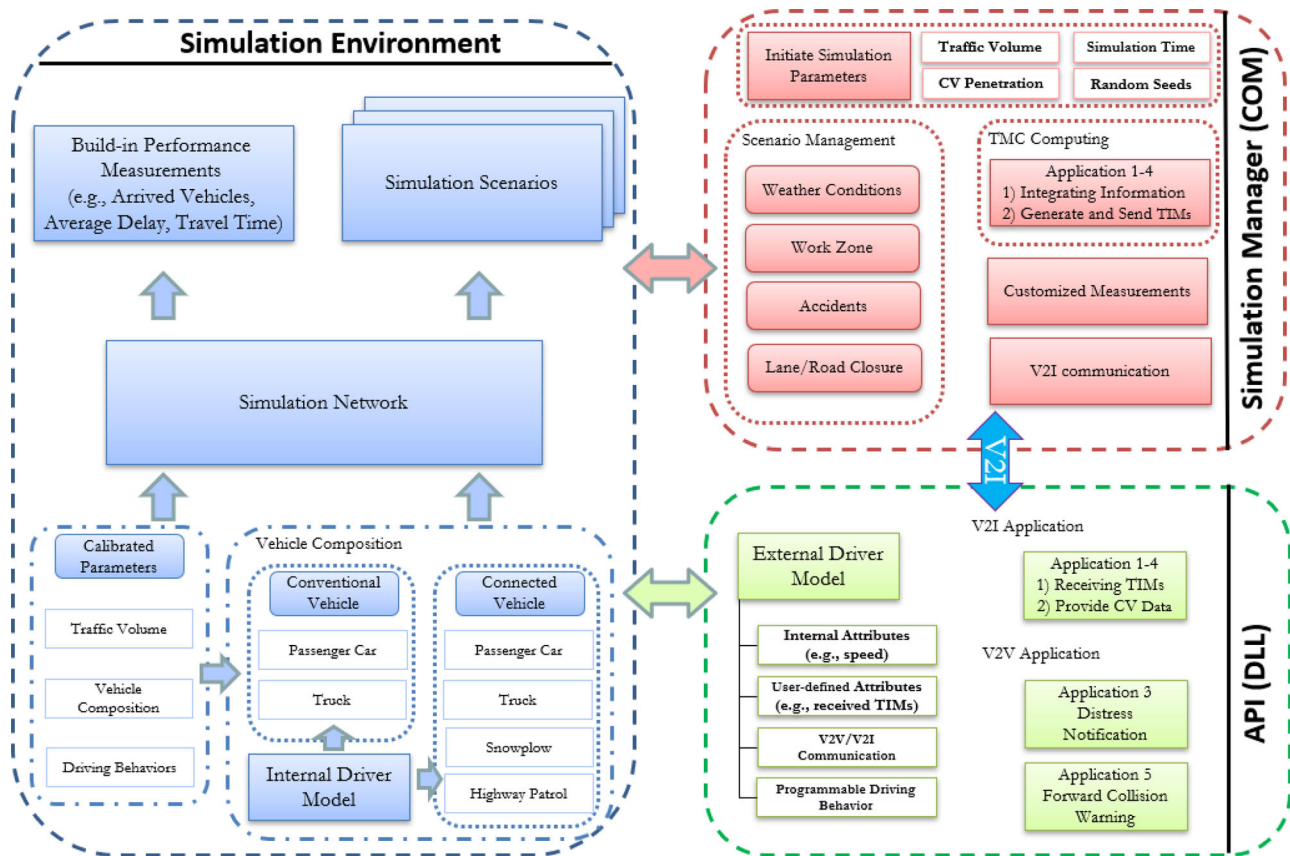 Simulation Environment
Build-in Performance
Measurements
(e.g., Arrived Vehicles,
Average Delay, Travel Time)
Simulation Scenarios
Simulation Network
Calibrated
Parameters
Traffic Volume
Vehicle
Composition
Driving Behaviors
Vehicle Composition
Conventional
Vehicle
Passenger Car
Truck
Internal Driver
Model
Connected
Vehicle
Passenger Car
Truck
Snowplow
Highway Patrol
Simulation Manager (COM)
Initiate Simulation
Parameters
Traffic Volume
Simulation Time
CV Penetration
Random Seeds
Scenario Management
Weather Conditions
Work Zone
Accidents
Lane/Road Closure
TMC Computing
Application 1-4
1) Integrating Information
2) Generate and Send TIMs
Customized Measurements
V2I communication
V2I
API (DLL)
External Driver
Model
Internal Attributes
(e.g., speed)
User-defined Attributes
(e.g., received TIMs)
V2V/V2I
Communication
Programmable Driving
Behavior
V2I Application
Application 1-4
1) Receiving TIMs
2) Provide CV Data
V2V Application
Application 3
Distress
Notification
Application 5
Forward Collision
Warning